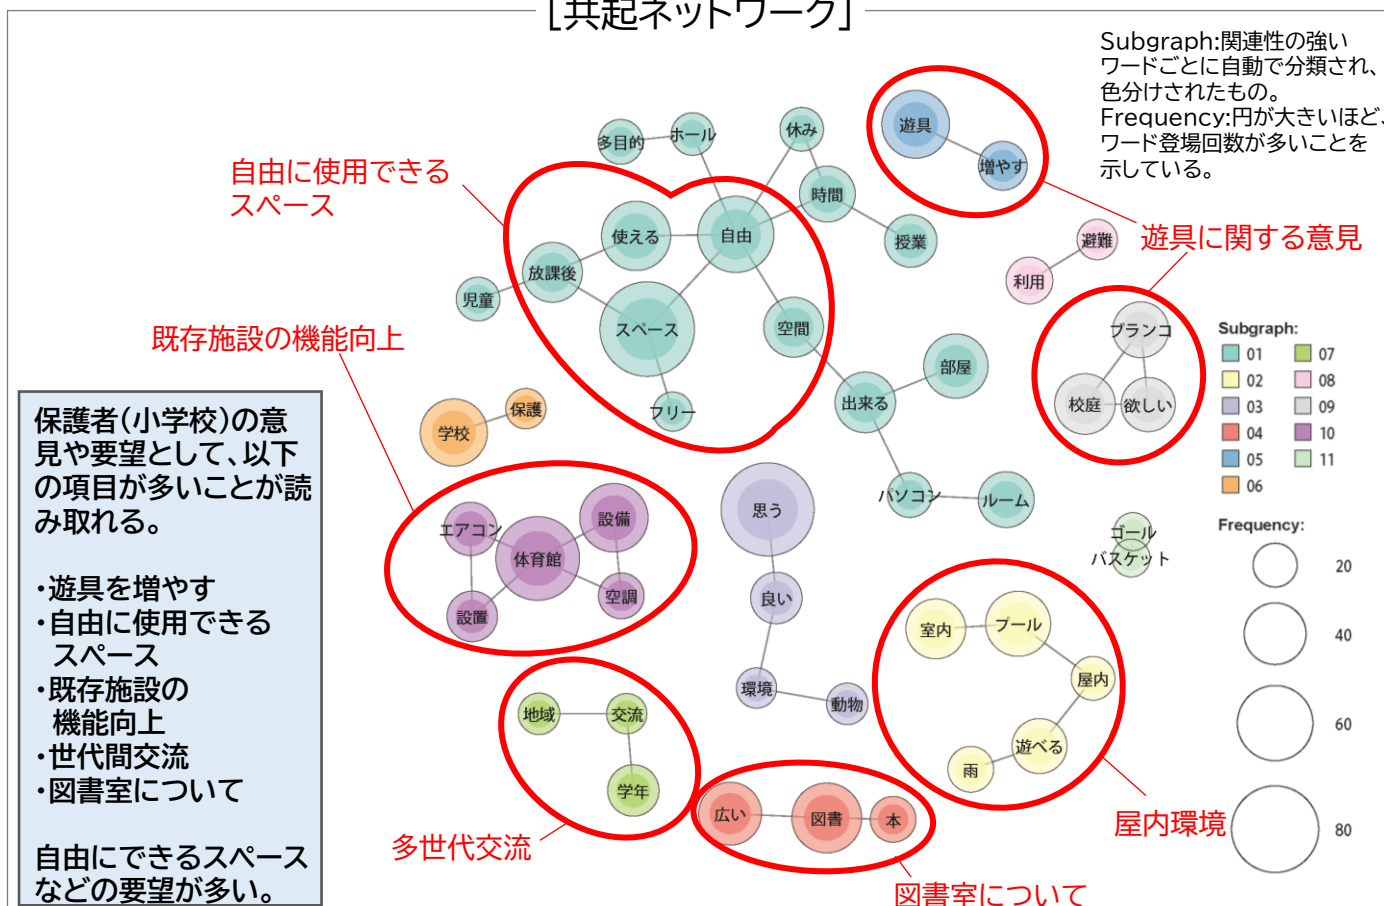 [共起ネットワーク]
Subgraph:関連性の強い
ワードごとに自動で分類され、
色分けされたもの。
Frequency:円が大きいほど、
ワード登場回数が多いことを
示している。
自由に使用できる
スペース
遊具に関する意見
既存施設の機能向上
多世代交流
図書室について
屋内環境
多目的
ホール
休み
時間
授業
使える
自由
放課後
児童
スペース
空間
フリー
出来る
部屋
パソコン
ルーム
遊具
増やす
避難
利用
ブランコ
校庭
欲しい
保護
学校
エアコン
設備
体育館
設置
空調
思う
良い
環境
動物
ゴール
バスケット
室内
プール
屋内
遊べる
雨
地域
交流
学年
広い
図書
本
Subgraph:
01
07
02
08
03
09
04
10
05
11
06
Frequency:
20
40
60
80
保護者(小学校)の意
見や要望として、以下
の項目が多いことが読
み取れる。
・遊具を増やす
・自由に使用できる
スペース
・既存施設の
機能向上
・世代間交流
・図書室について
自由にできるスペース
などの要望が多い。